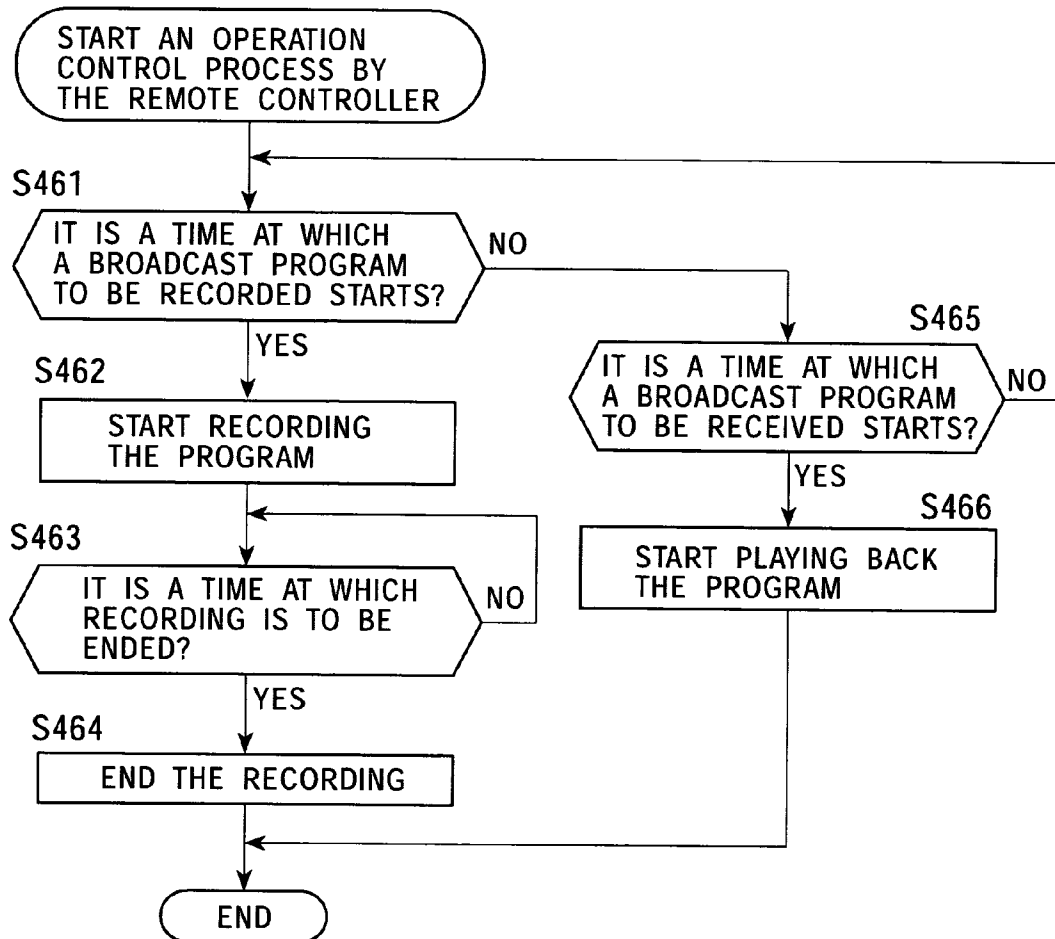 START AN OPERATION
CONTROL PROCESS BY
THE REMOTE CONTROLLER
S461
IT IS A TIME AT WHICH
A BROADCAST PROGRAM
TO BE RECORDED STARTS?
NO
YES
S462
START RECORDING
THE PROGRAM
S463
IT IS A TIME AT WHICH
RECORDING IS TO BE
ENDED?
NO
YES
S464
END THE RECORDING
S465
IT IS A TIME AT WHICH
A BROADCAST PROGRAM
TO BE RECEIVED STARTS?
NO
YES
S466
START PLAYING BACK
THE PROGRAM
END